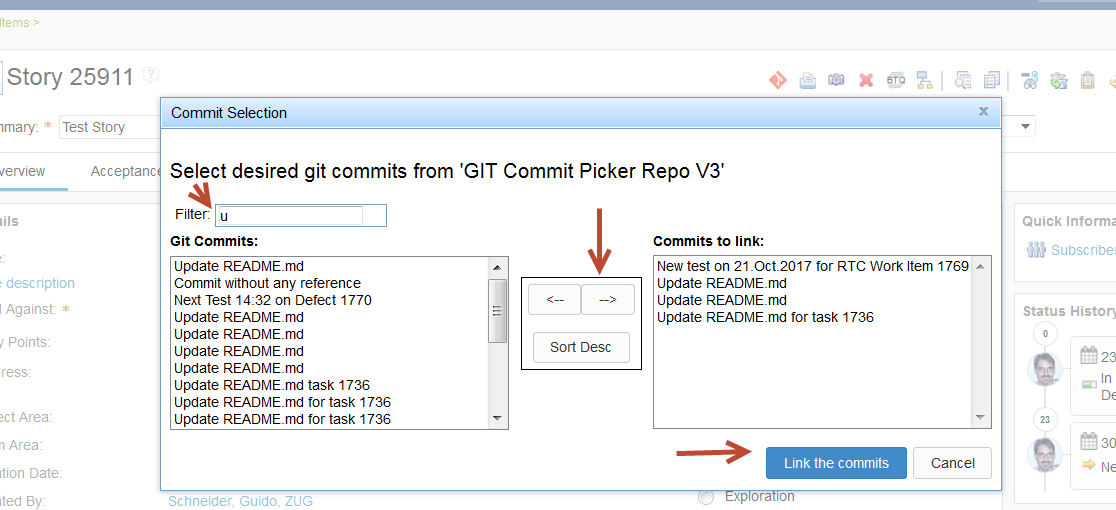 Items >
Story 25911
?
BTQ
Commit Selection
x
mmary: * Test Story
Select desired git commits from 'GIT Commit Picker Repo V3'
verview
Acceptance
Filter: u
Git Commits:
Update README.md
Commit without any reference
Next Test 14:32 on Defect 1770
Update README.md
Update README.md
Update README.md
Update README.md
Update README.md task 1736
Update README.md for task 1736
Update README.md for task 1736
<--
-->
Sort Desc
Commits to link:
New test on 21.Oct.2017 for RTC Work Item 1769
Update README.md
Update README.md
Update README.md for task 1736
Link the commits
Cancel
ails
e:
e description
d Against: *
y Points:
gress:
ect Area:
m Area:
ation Date:
ted By:
Schneider, Guido, ZUG
Exploration
Quick Informa
Subscriber
Status History
0
23
In
De
23
30
Ne